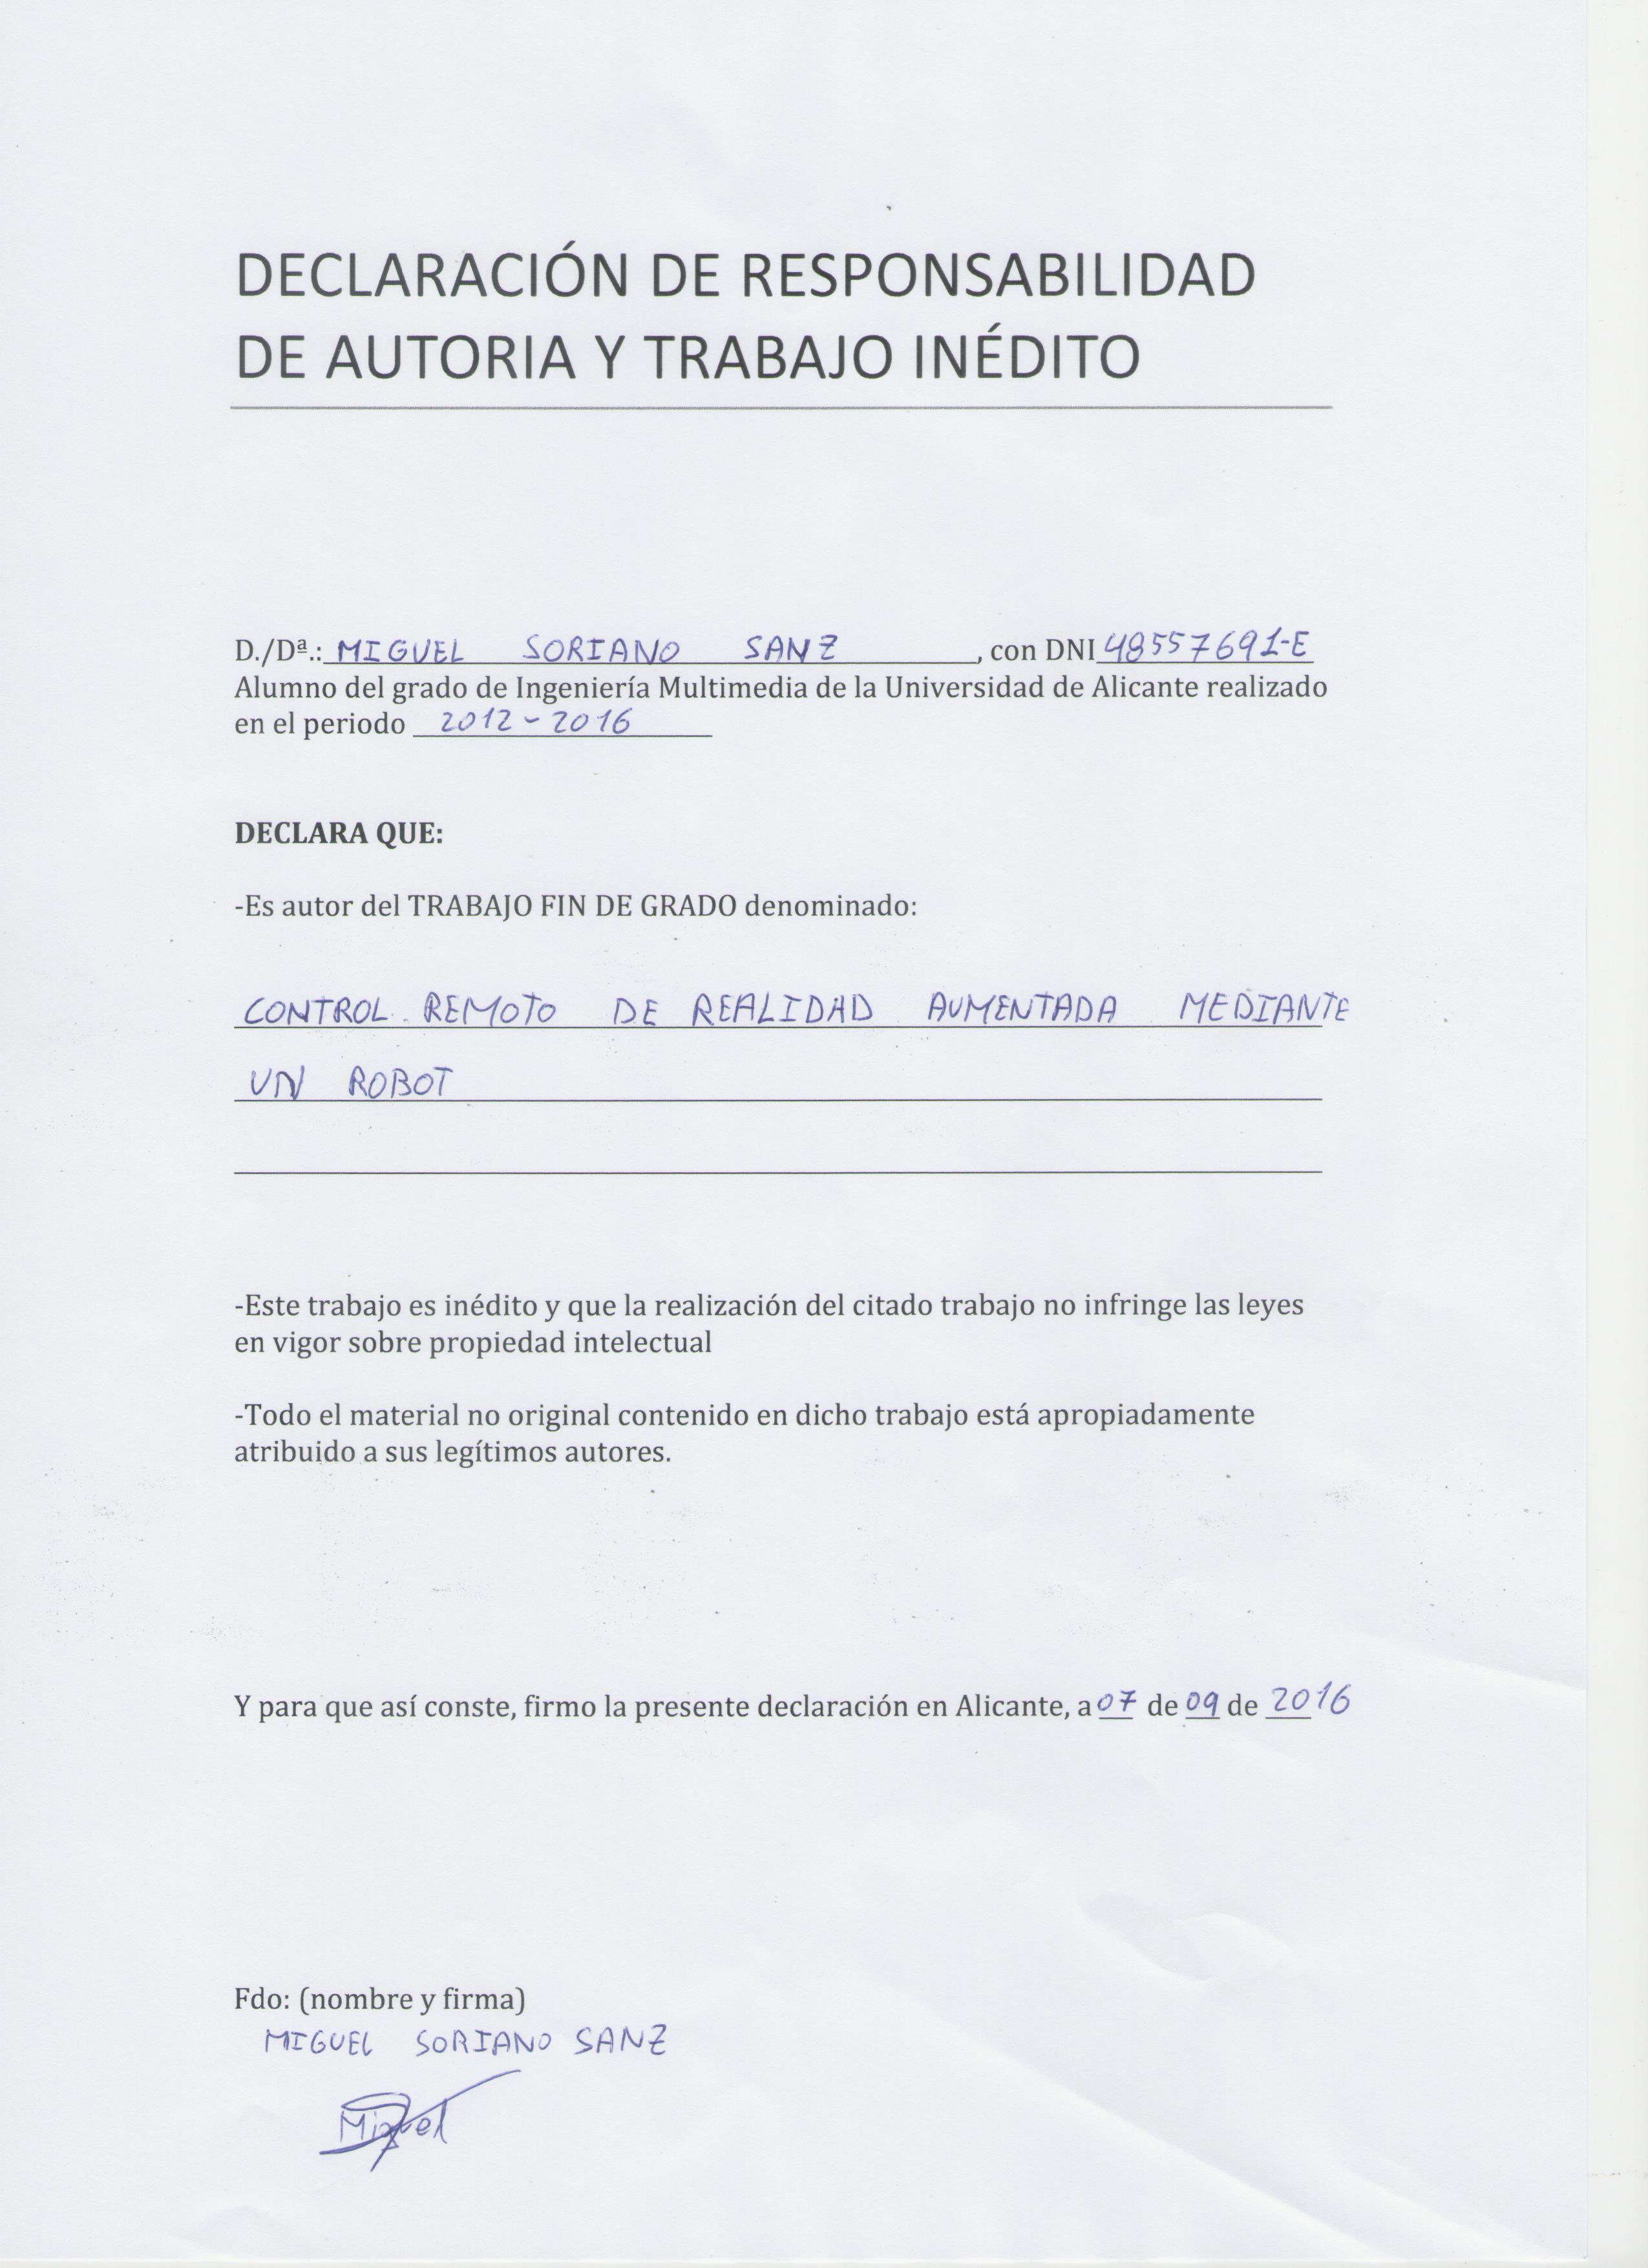 DECLARACIÓN DE RESPONSABILIDAD
DE AUTORIA Y TRABAJO INÉDITO
D./Dª.: MIGUEL SORIANO SANZ, con DNI 48557691-E
Alumno del grado de Ingeniería Multimedia de la Universidad de Alicante realizado
en el periodo 2012-2016
DECLARA QUE:
-Es autor del TRABAJO FIN DE GRADO denominado:
CONTROL REMOTO DE REALIDAD AUMENTADA MEDIANTE
UN ROBOT
-Este trabajo es inédito y que la realización del citado trabajo no infringe las leyes
en vigor sobre propiedad intelectual
-Todo el material no original contenido en dicho trabajo está apropiadamente
atribuido a sus legítimos autores.
Y para que así conste, firmo la presente declaración en Alicante, a 07 de 09 de 2016
Fdo: (nombre y firma)
MIGUEL SORIANO SANZ
Miguel